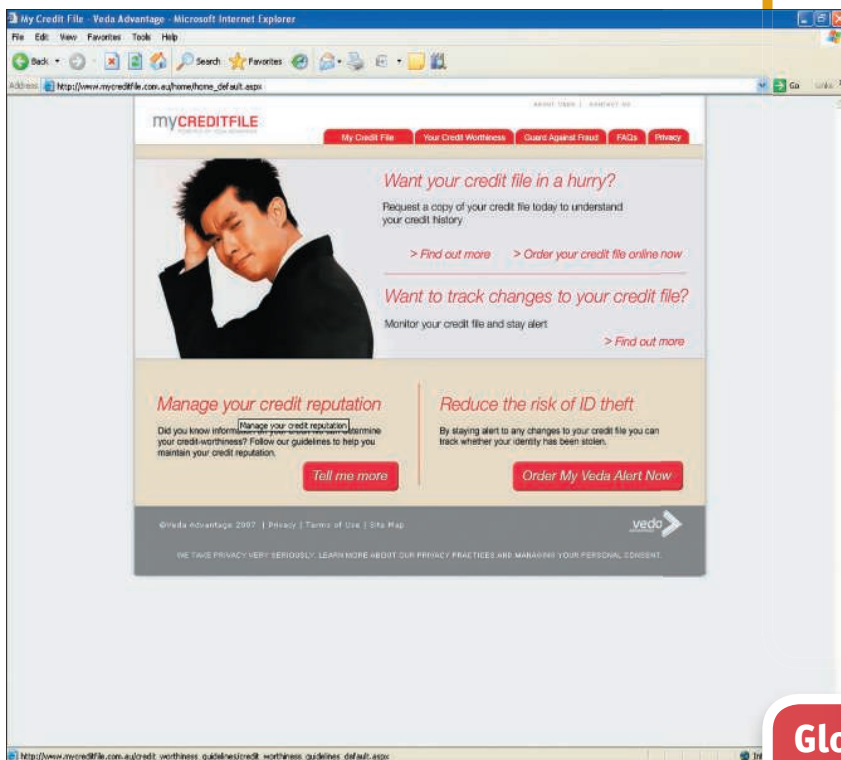 My Credit File - Veda Advantage - Microsoft Internet Explorer
File Edit View Favorites Tools Help
Back Search Favorites
Address http://www.mycreditfile.com.au/home/home_default.aspx Go Links
ABOUT VEDA | CONTACT US
myCREDITFILE
POWERED BY VEDA ADVANTAGE
My Credit File Your Credit Worthiness Guard Against Fraud FAQs Privacy
Want your credit file in a hurry?
Request a copy of your credit file today to understand
your credit history
> Find out more > Order your credit file online now
Want to track changes to your credit file?
Monitor your credit file and stay alert
> Find out more
Manage your credit reputation
Did you know information
Manage your credit reputation
your credit-worthiness? Follow our guidelines to help you
maintain your credit reputation.
Tell me more
Reduce the risk of ID theft
By staying alert to any changes to your credit file you can
track whether your identity has been stolen.
Order My Veda Alert Now
©Veda Advantage 2007 | Privacy | Terms of Use | Site Map
veda
WE TAKE PRIVACY VERY SERIOUSLY. LEARN MORE ABOUT OUR PRIVACY PRACTICES AND MANAGING YOUR PERSONAL CONSENT.
http://www.mycreditfile.com.au/credit_worthiness_guidelines/credit_worthiness_guidelines_default.aspx Int
Glo